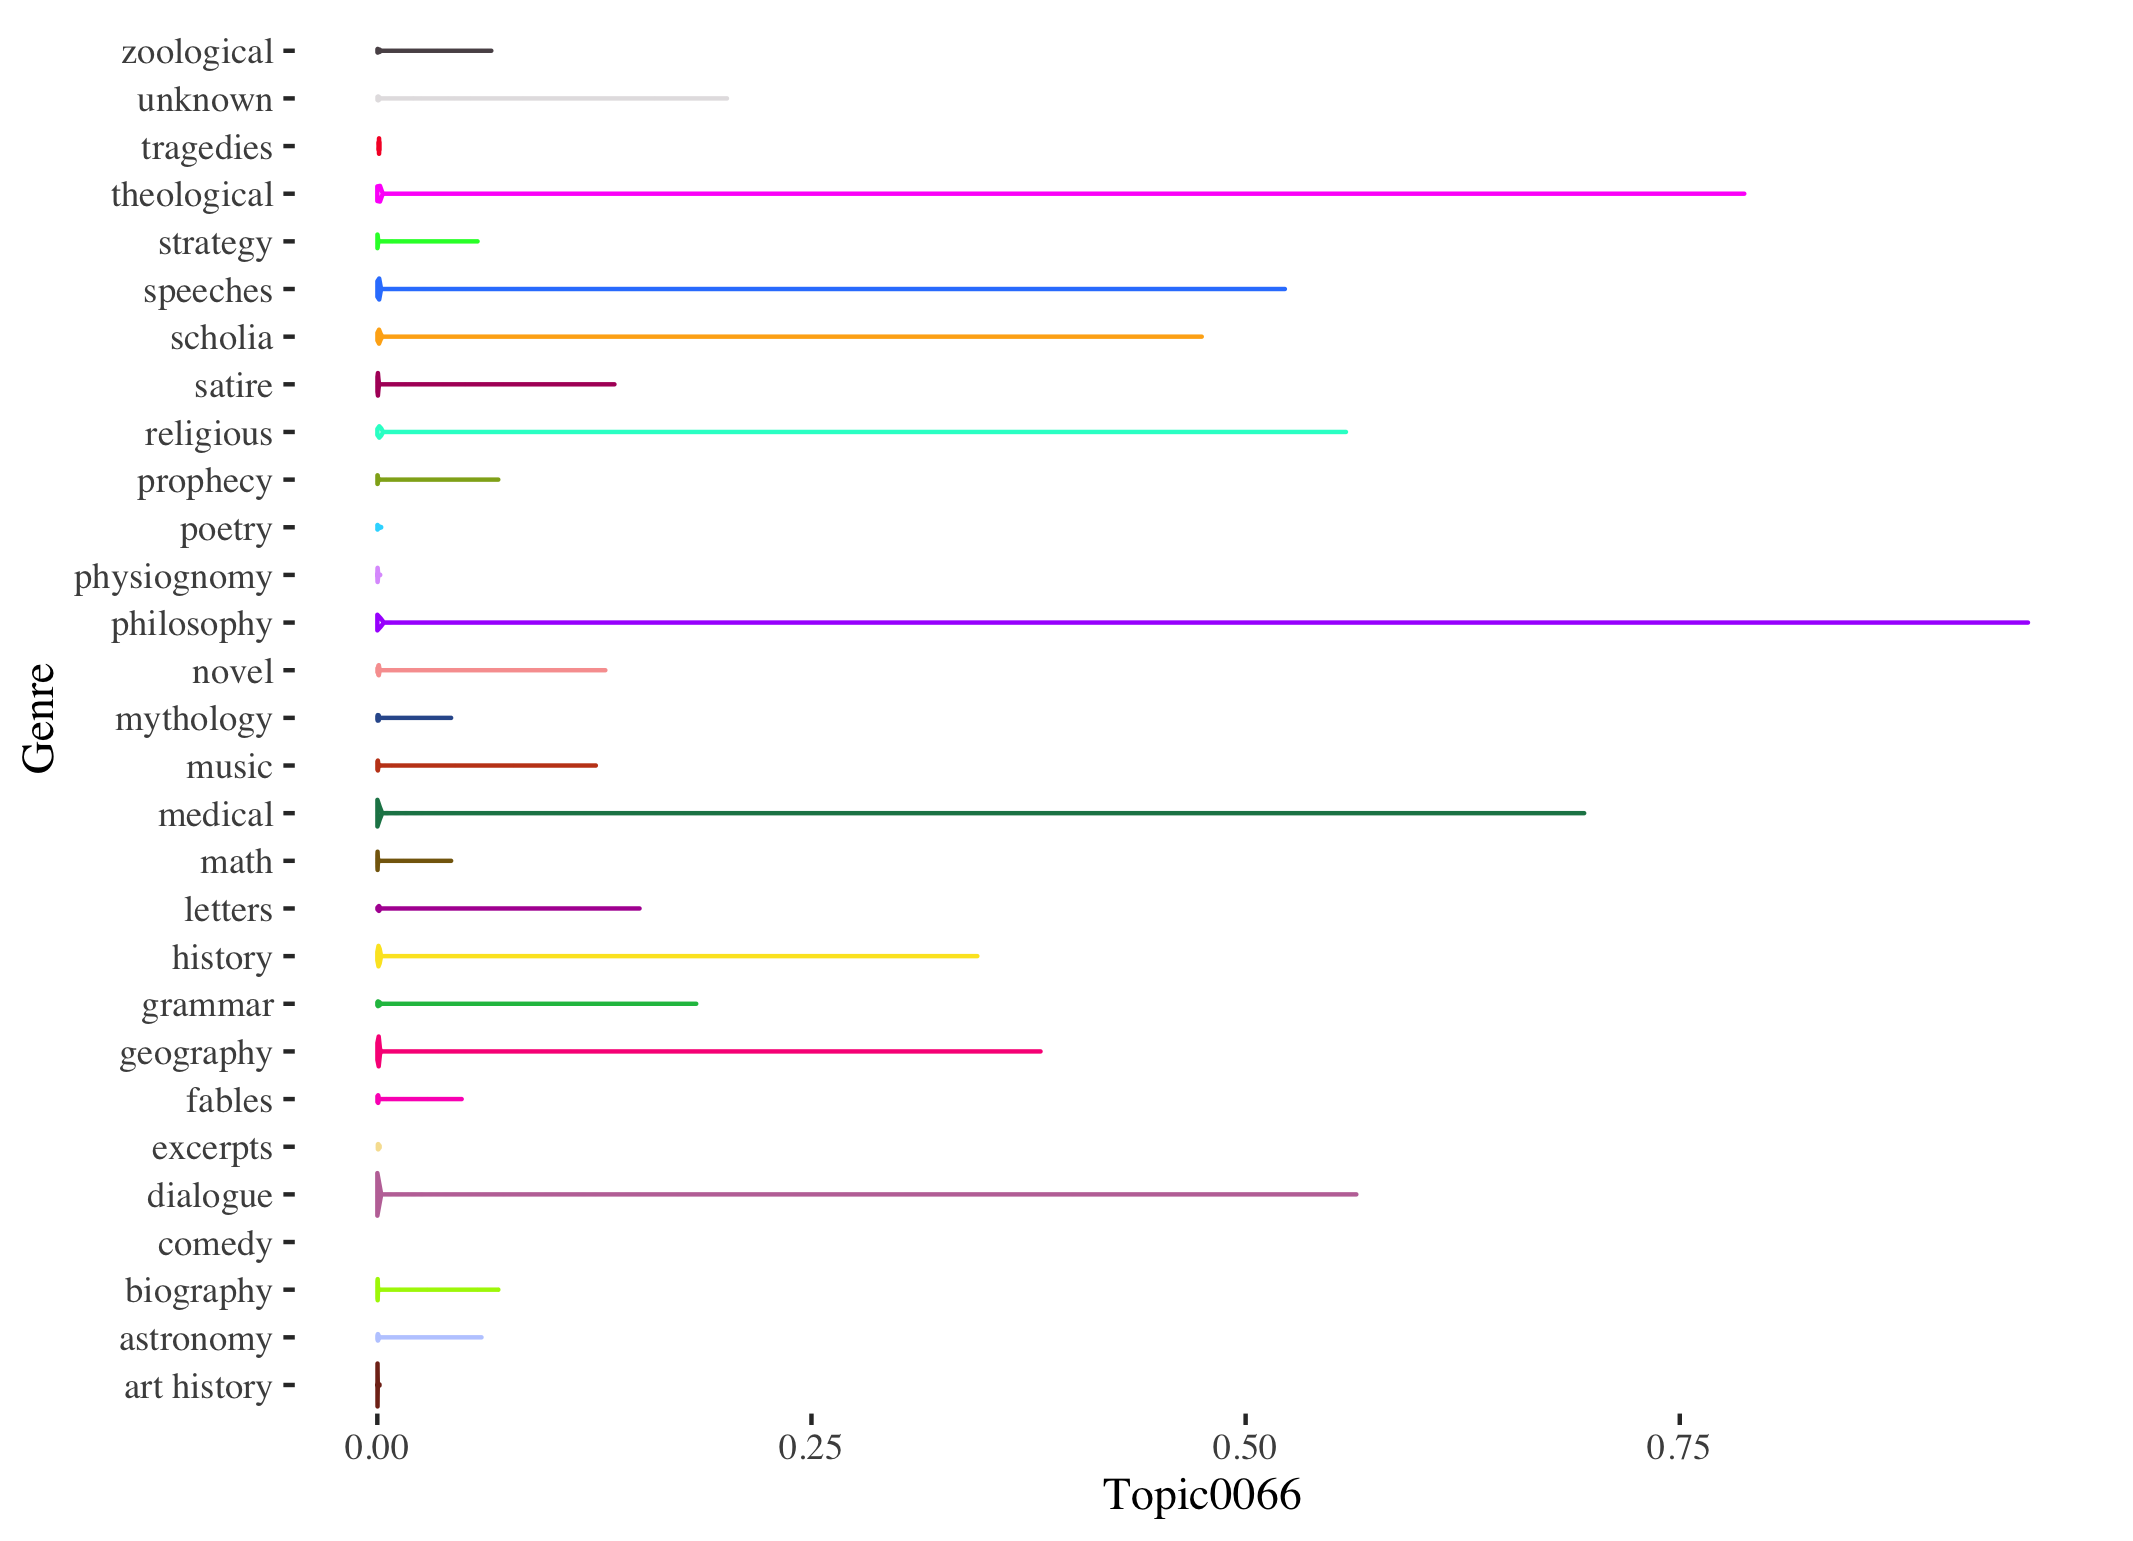 zoological
unknown
tragedies
theological
strategy
speeches
scholia
satire
religious
prophecy
poetry
physiognomy
philosophy
novel
mythology
music
medical
math
letters
history
grammar
geography
fables
excerpts
dialogue
comedy
biography
astronomy
art history
Genre
0.00 0.25 0.50 0.75
Topic0066